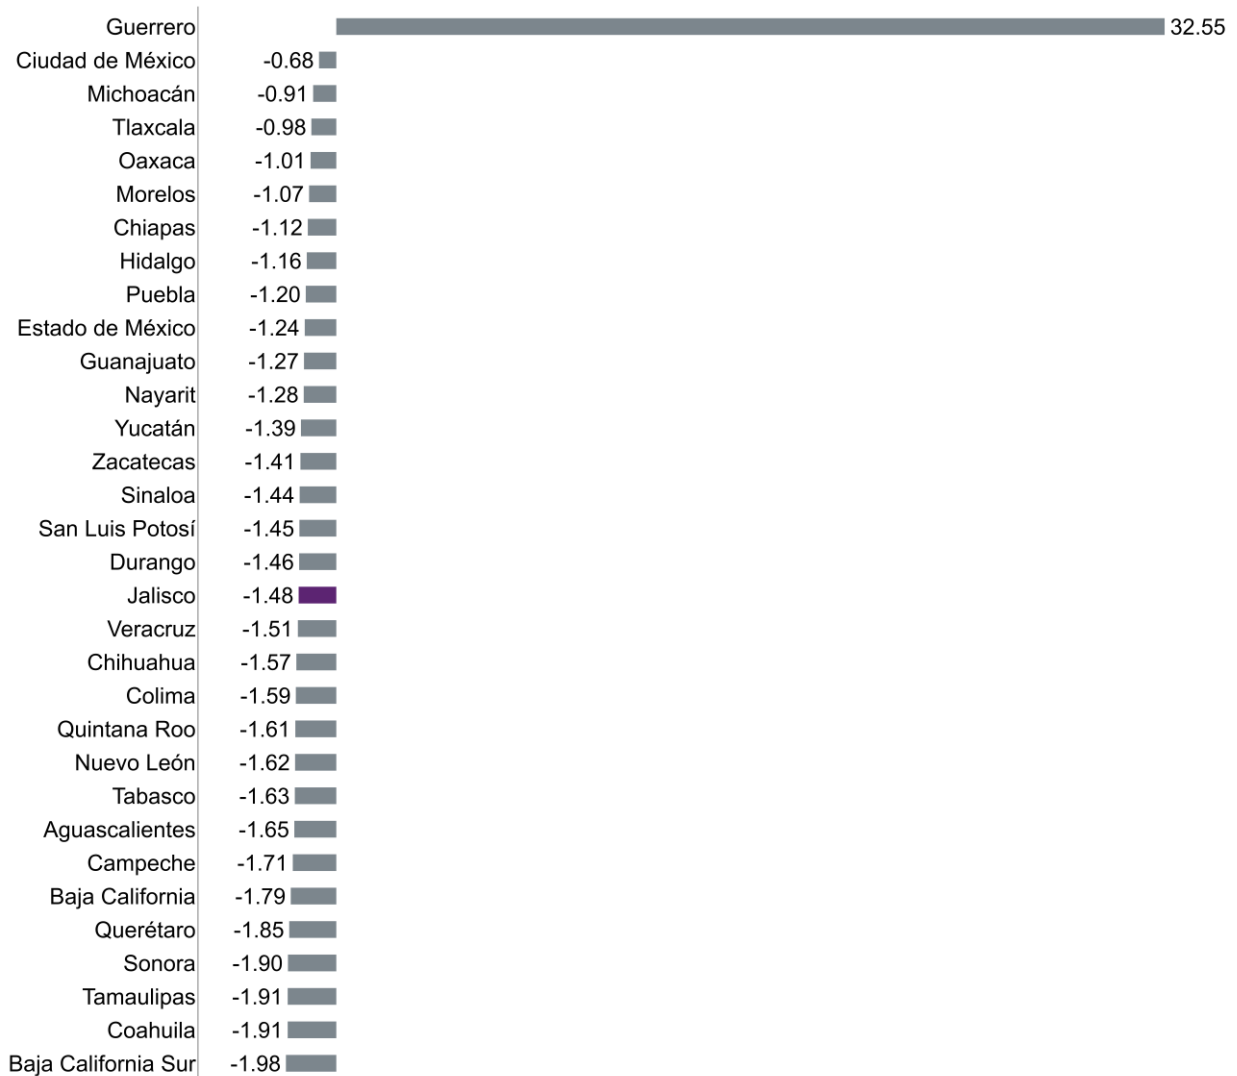 Guerrero 32.55
Ciudad de México -0.68
Michoacán -0.91
Tlaxcala -0.98
Oaxaca -1.01
Morelos -1.07
Chiapas -1.12
Hidalgo -1.16
Puebla -1.20
Estado de México -1.24
Guanajuato -1.27
Nayarit -1.28
Yucatán -1.39
Zacatecas -1.41
Sinaloa -1.44
San Luis Potosí -1.45
Durango -1.46
Jalisco -1.48
Veracruz -1.51
Chihuahua -1.57
Colima -1.59
Quintana Roo -1.61
Nuevo León -1.62
Tabasco -1.63
Aguascalientes -1.65
Campeche -1.71
Baja California -1.79
Querétaro -1.85
Sonora -1.90
Tamaulipas -1.91
Coahuila -1.91
Baja California Sur -1.98